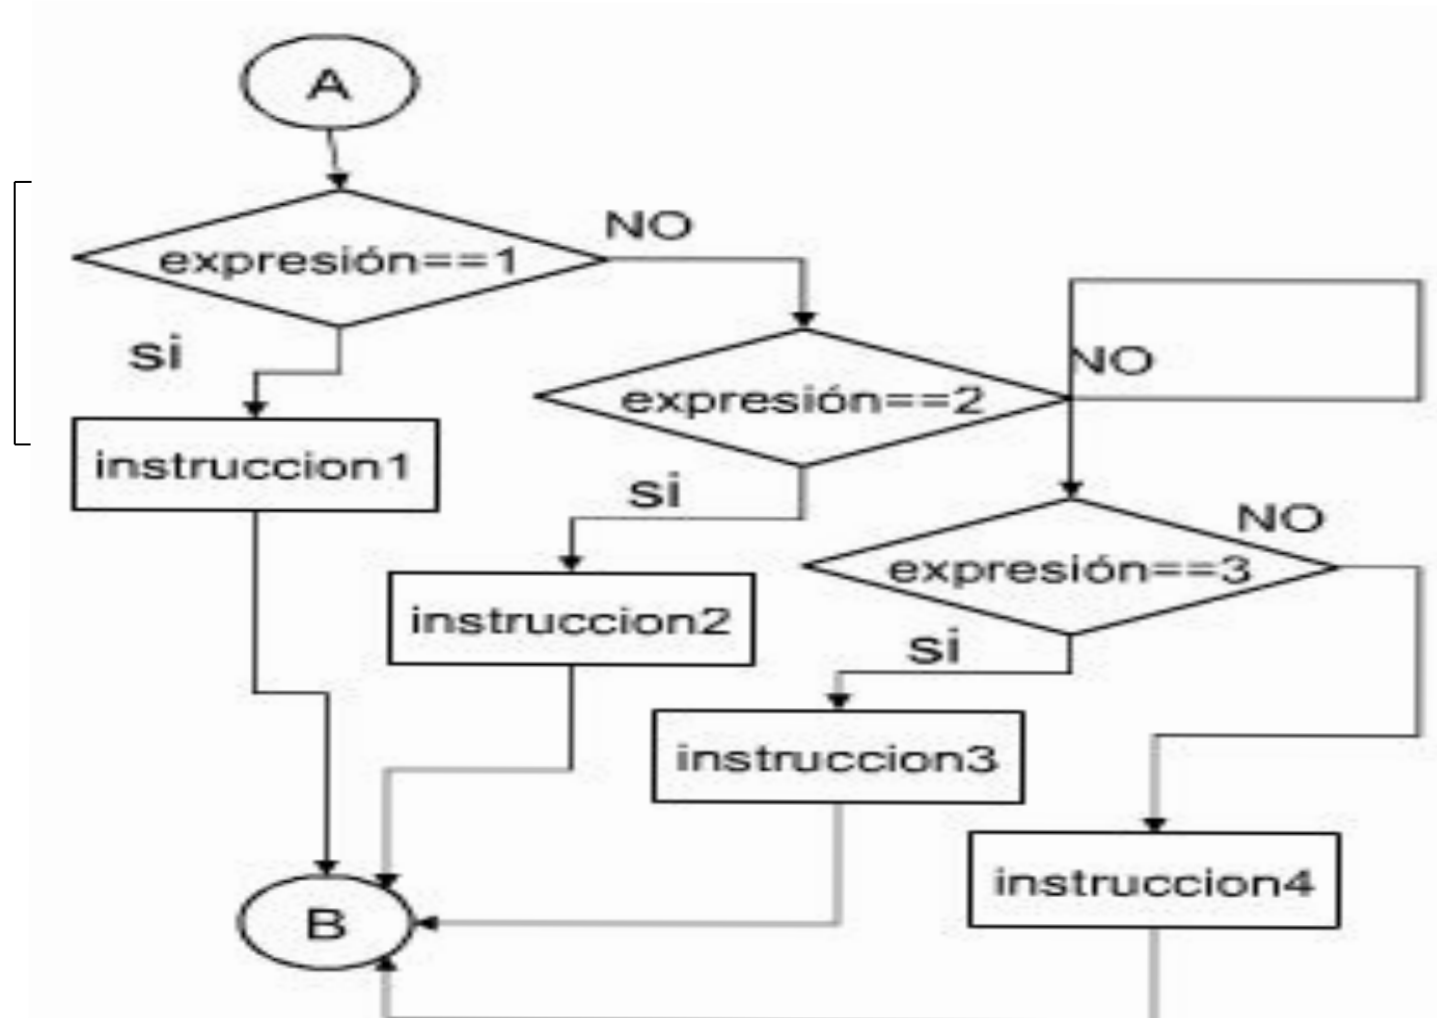 A
expresión==1
NO
si
instruccion1
expresión==2
NO
si
instruccion2
expresión==3
NO
si
instruccion3
instruccion4
B